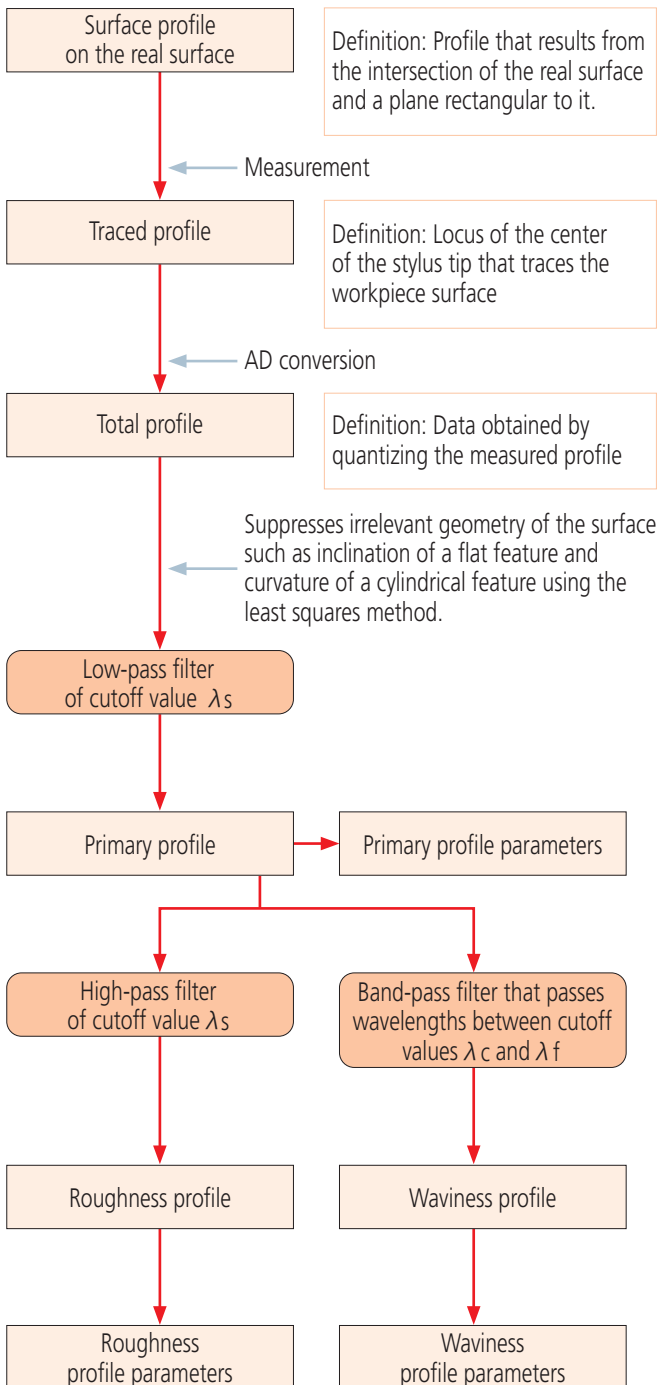 Surface profile
on the real surface
Definition: Profile that results from
the intersection of the real surface
and a plane rectangular to it.
Measurement
Traced profile
Definition: Locus of the center
of the stylus tip that traces the
workpiece surface
AD conversion
Total profile
Definition: Data obtained by
quantizing the measured profile
Suppresses irrelevant geometry of the surface
such as inclination of a flat feature and
curvature of a cylindrical feature using the
least squares method.
Low-pass filter
of cutoff value λs
Primary profile
Primary profile parameters
High-pass filter
of cutoff value λs
Band-pass filter that passes
wavelengths between cutoff
values λc and λf
Roughness profile
Waviness profile
Roughness
profile parameters
Waviness
profile parameters